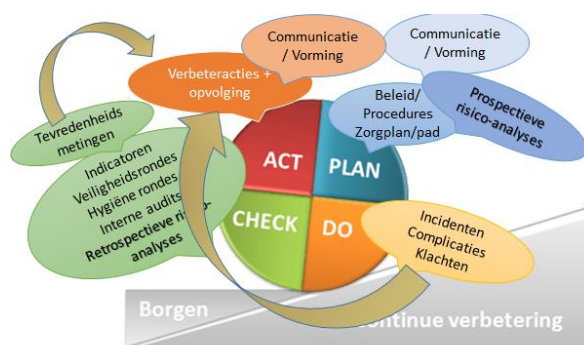 Communicatie
/ Vorming
Communicatie
/ Vorming
Verbeteracties +
opvolging
Beleid/
Procedures
Zorgplan/pad
Prospectieve
risico-analyses
Tevredenheids
metingen
Indicatoren
Veiligheidsrondes
Hygiëne rondes
Interne audits
Retrospectieve risico-
analyses
ACT
PLAN
CHECK
DO
Incidenten
Complicaties
Klachten
Borgen
continue verbetering